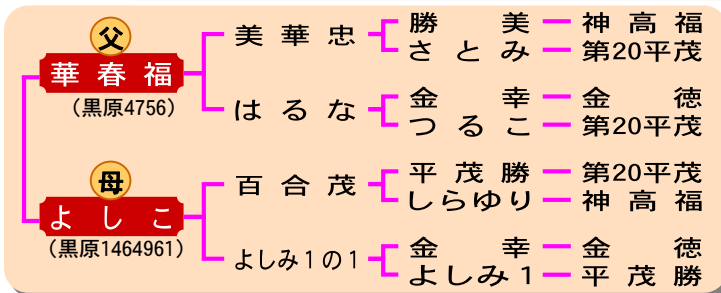 父
華春福
(黒原4756)
美華忠
勝美 神高福
さとみ 第20平茂
はるな
金幸 金徳
つるこ 第20平茂
母
よしこ
(黒原1464961)
百合茂
平茂勝 第20平茂
しらゆり 神高福
よしみ1の1
金幸 金徳
よしみ1 平茂勝